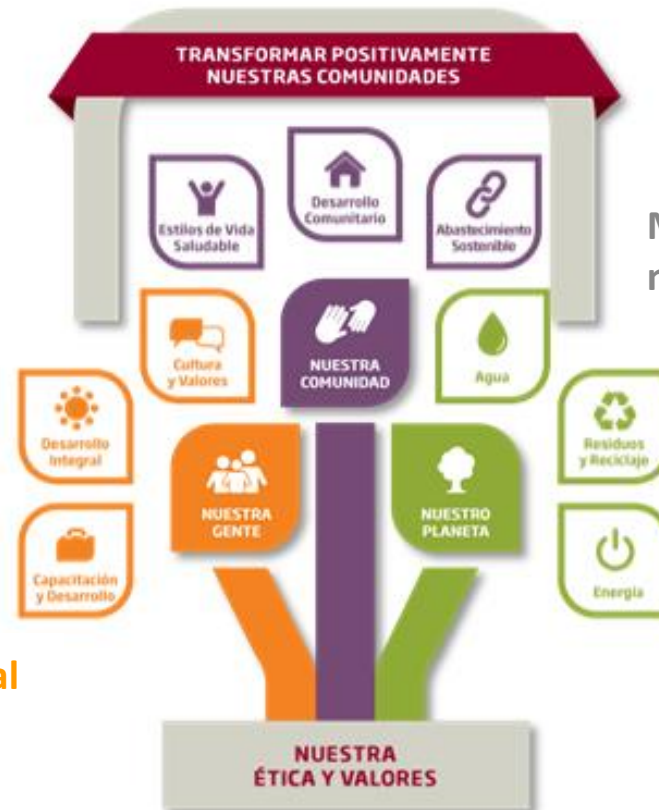 TRANSFORMAR POSITIVAMENTE
NUESTRAS COMUNIDADES
Estilos de Vida
Saludable
Desarrollo
Comunitario
Abastecimiento
Sostenible
Cultura
y Valores
NUESTRA
COMUNIDAD
Agua
Desarrollo
Integral
NUESTRA
GENTE
NUESTRO
PLANETA
Residuos
y Reciclaje
Capacitación
y Desarrollo
Energía
al
NUESTRA
ÉTICA Y VALORES